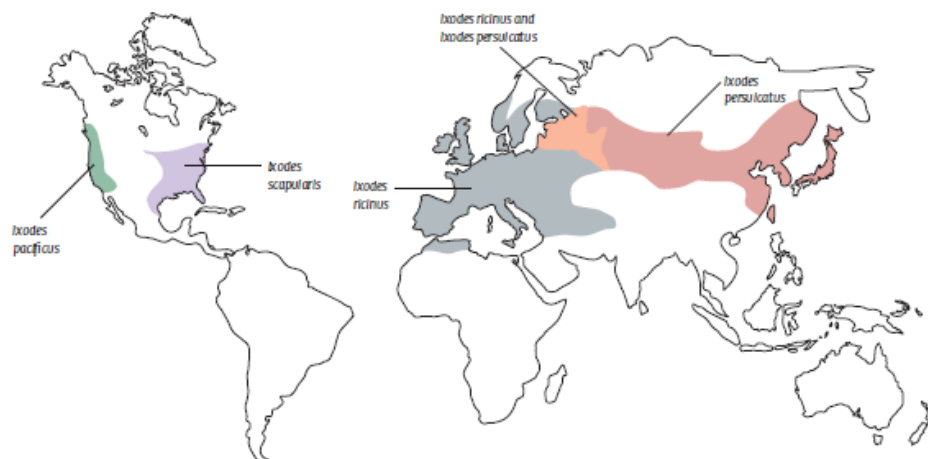 Ixodes ricinus and
Ixodes persulcatus
Ixodes
persulcatus
Ixodes
scapularis
Ixodes
ricinus
Ixodes
pacificus